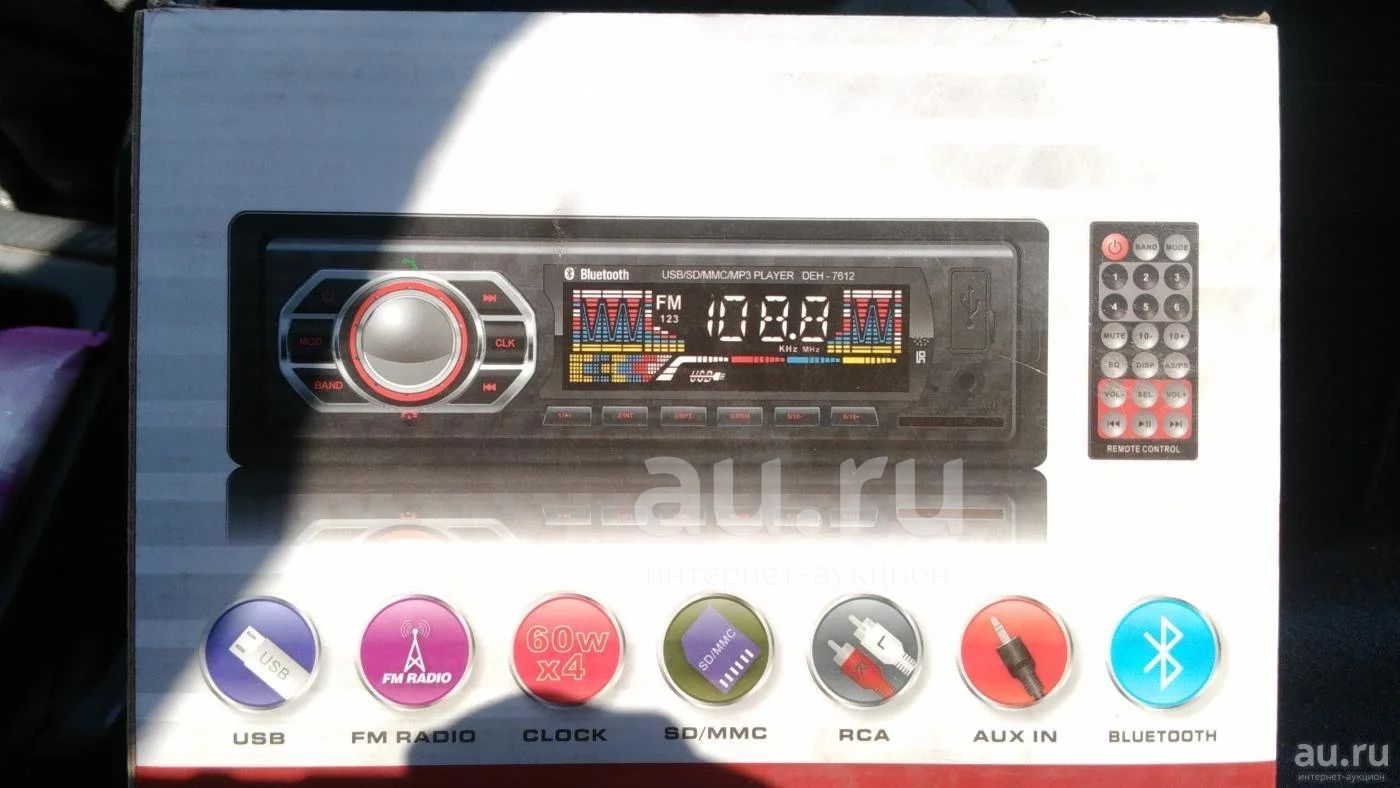 Bluetooth
USB/SD/MMC/MP3 PLAYER DEH - 7612
FM
123
108.8
KHz MHz
MOD
CLK
BAND
BAND MODE
1 2 3
4 5 6
MUTE 10- 10+
EQ DISP AS/PS
VOL- SEL VOL+
REMOTE CONTROL
au.ru
интернет-аукцион
USB
FM RADIO
60w
x4
SD/MMC
R L
USB
FM RADIO
CLOCK
SD/MMC
RCA
AUX IN
BLUETOOTH
au.ru
интернет-аукцион